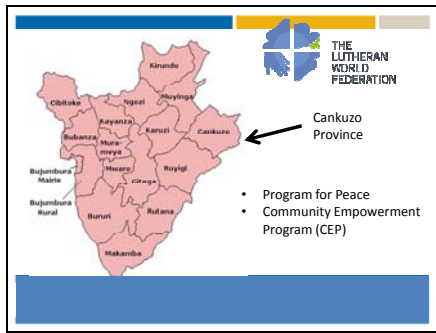 THE
LUTHERAN
WORLD
FEDERATION
Kirundo
Muyinga
Ngozi
Cibitoke
Kayanza
Karuzi
Cankuzo
Bubanza
Mura-
mvya
Mwaro
Gitega
Ruyigi
Bujumbura
Mairie
Bujumbura
Rural
Bururi
Rutana
Makamba
Cankuzo
Province
• Program for Peace
• Community Empowerment
Program (CEP)